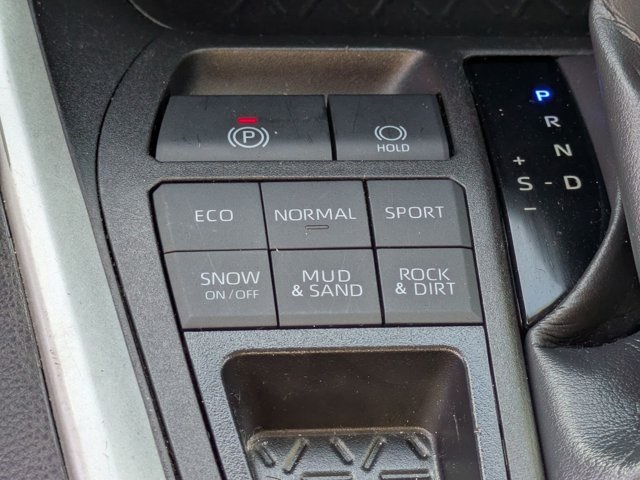 (P)
HOLD
ECO NORMAL SPORT
SNOW
ON/OFF
MUD
& SAND
ROCK
& DIRT
P
R
N
+
S - D
-